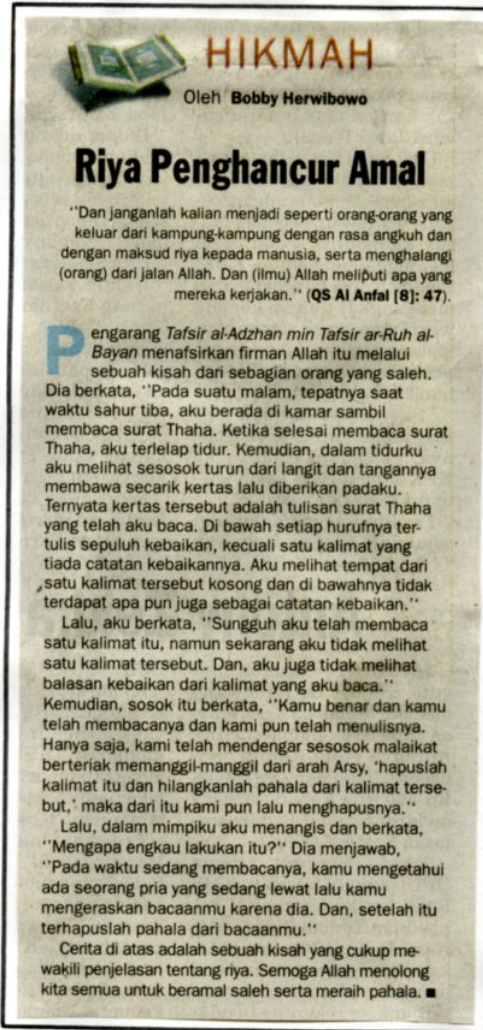 HIKMAH
Oleh Bobby Herwibowo
Riya Penghancur Amal
''Dan janganlah kalian menjadi seperti orang-orang yang
keluar dari kampung-kampung dengan rasa angkuh dan
dengan maksud riya kepada manusia, serta menghalangi
(orang) dari jalan Allah. Dan (ilmu) Allah meliputi apa yang
mereka kerjakan.'' (QS Al Anfal [8]: 47).
Pengarang Tafsir al-Adzhan min Tafsir ar-Ruh al-
Bayan menafsirkan firman Allah itu melalui
sebuah kisah dari sebagian orang yang saleh.
Dia berkata, ''Pada suatu malam, tepatnya saat
waktu sahur tiba, aku berada di kamar sambil
membaca surat Thaha. Ketika selesai membaca surat
Thaha, aku terlelap tidur. Kemudian, dalam tidurku
aku melihat sesosok turun dari langit dan tangannya
membawa secarik kertas lalu diberikan padaku.
Ternyata kertas tersebut adalah tulisan surat Thaha
yang telah aku baca. Di bawah setiap hurufnya ter-
tulis sepuluh kebaikan, kecuali satu kalimat yang
tiada catatan kebaikannya. Aku melihat tempat dari
satu kalimat tersebut kosong dan di bawahnya tidak
terdapat apa pun juga sebagai catatan kebaikan.''
Lalu, aku berkata, ''Sungguh aku telah membaca
satu kalimat itu, namun sekarang aku tidak melihat
satu kalimat tersebut. Dan, aku juga tidak melihat
balasan kebaikan dari kalimat yang aku baca.''
Kemudian, sosok itu berkata, ''Kamu benar dan kamu
telah membacanya dan kami pun telah menulisnya.
Hanya saja, kami telah mendengar sesosok malaikat
berteriak memanggil-manggil dari arah Arsy, 'hapuslah
kalimat itu dan hilangkanlah pahala dari kalimat terse-
but,' maka dari itu kami pun lalu menghapusnya.''
Lalu, dalam mimpiku aku menangis dan berkata,
''Mengapa engkau lakukan itu?'' Dia menjawab,
''Pada waktu sedang membacanya, kamu mengetahui
ada seorang pria yang sedang lewat lalu kamu
mengeraskan bacaanmu karena dia. Dan, setelah itu
terhapuslah pahala dari bacaanmu.''
Cerita di atas adalah sebuah kisah yang cukup me-
wakili penjelasan tentang riya. Semoga Allah menolong
kita semua untuk beramal saleh serta meraih pahala. ■